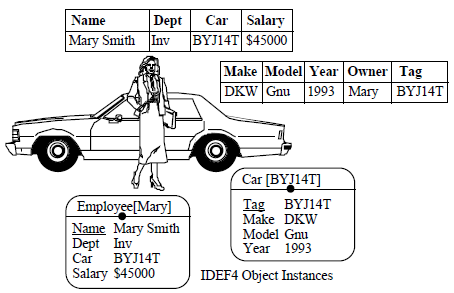 Name Dept Car Salary
Mary Smith Inv BYJ14T $45000
Make Model Year Owner Tag
DKW Gnu 1993 Mary BYJ14T
Car [BYJ14T]
Tag BYJ14T
Make DKW
Model Gnu
Year 1993
Employee[Mary]
Name Mary Smith
Dept Inv
Car BYJ14T
Salary $45000
IDEF4 Object Instances